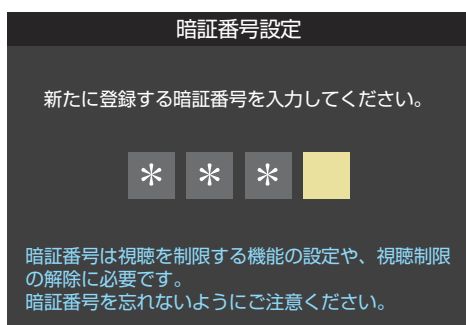 暗証番号設定
新たに登録する暗証番号を入力してください。
* * *
暗証番号は視聴を制限する機能の設定や、視聴制限
の解除に必要です。
暗証番号を忘れないようにご注意ください。